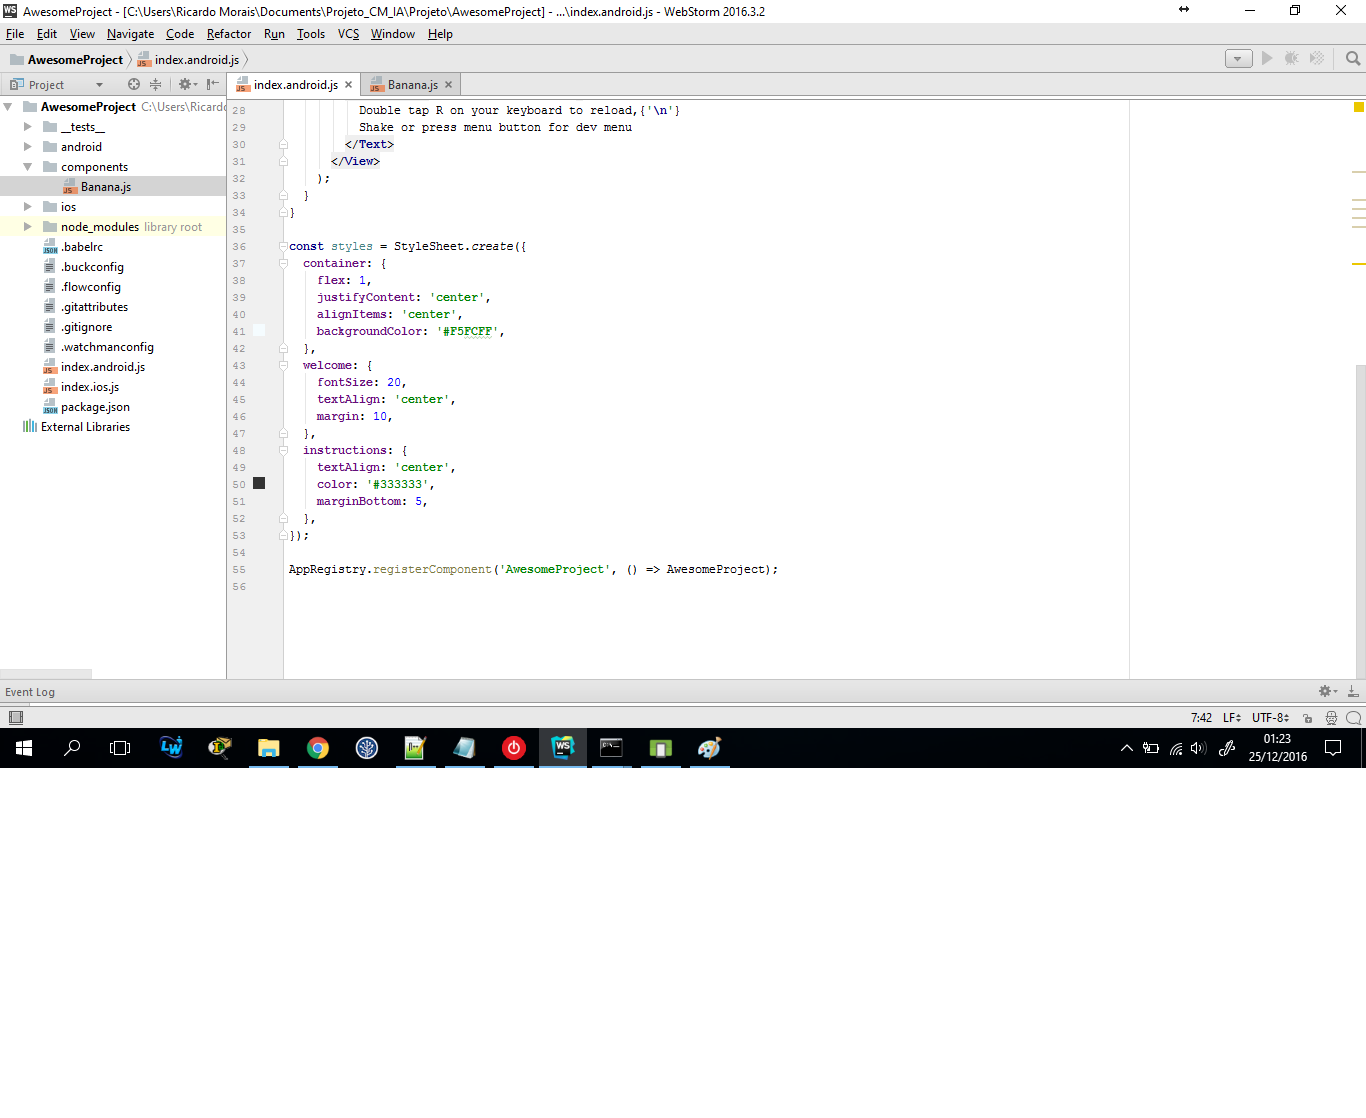 AwesomeProject - [C:\Users\Ricardo Morais\Documents\Projeto_CM_IA\Projeto\AwesomeProject] - ...\index.android.js - WebStorm 2016.3.2
File Edit View Navigate Code Refactor Run Tools VCS Window Help
AwesomeProject index.android.js
Project
index.android.js Banana.js
AwesomeProject C:\Users\Ricardo
__tests__
android
components
Banana.js
ios
node_modules library root
.babelrc
.buckconfig
.flowconfig
.gitattributes
.gitignore
.watchmanconfig
index.android.js
index.ios.js
package.json
External Libraries
28 Double tap R on your keyboard to reload,{'\n'}
29 Shake or press menu button for dev menu
30 </Text>
31 </View>
32 );
33 }
34 }
35
36 const styles = StyleSheet.create({
37 container: {
38 flex: 1,
39 justifyContent: 'center',
40 alignItems: 'center',
41 backgroundColor: '#F5FCFF',
42 },
43 welcome: {
44 fontSize: 20,
45 textAlign: 'center',
46 margin: 10,
47 },
48 instructions: {
49 textAlign: 'center',
50 color: '#333333',
51 marginBottom: 5,
52 },
53 });
54
55 AppRegistry.registerComponent('AwesomeProject', () => AwesomeProject);
56
Event Log
7:42 LF UTF-8
01:23
25/12/2016